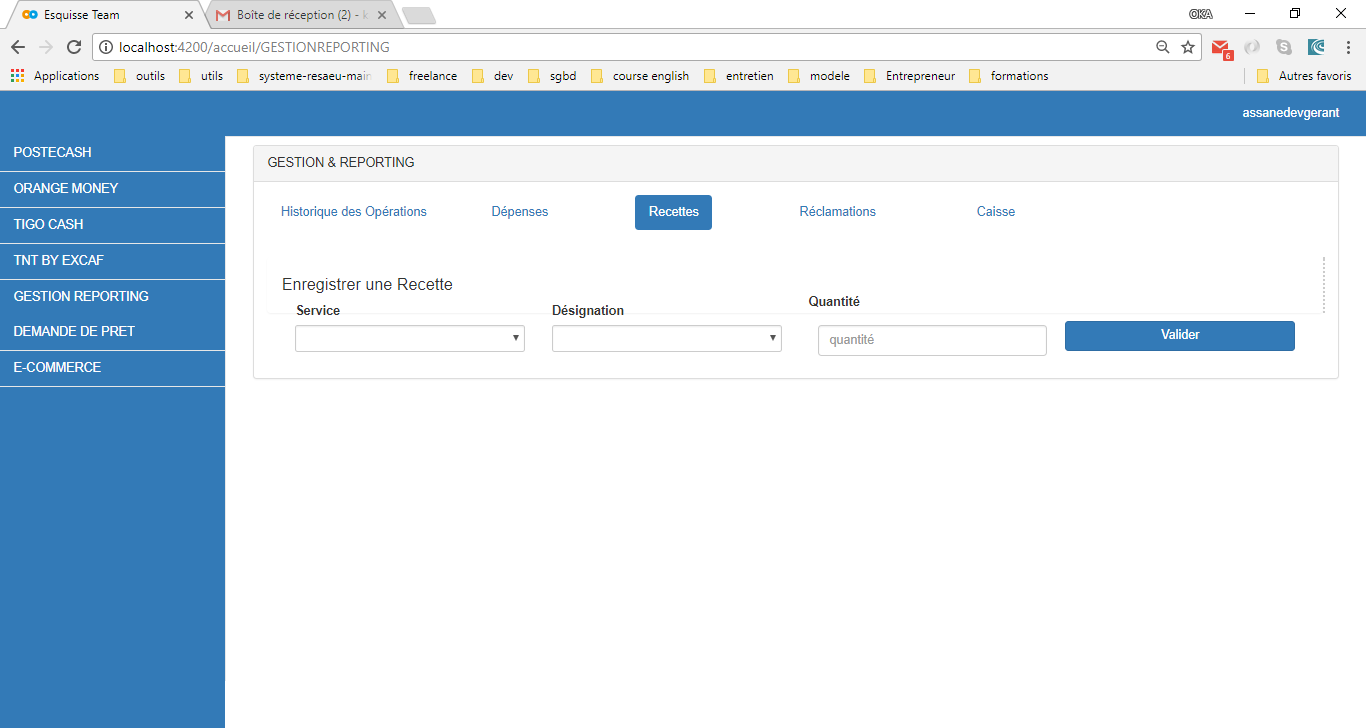 Esquisse Team
Boîte de réception (2) - k
OKA
localhost:4200/accueil/GESTIONREPORTING
6
Applications outils utils systeme-resaeu-main freelance dev sgbd course english entretien modele Entrepreneur formations Autres favoris
assanedevgerant
POSTECASH
ORANGE MONEY
TIGO CASH
TNT BY EXCAF
GESTION REPORTING
DEMANDE DE PRET
E-COMMERCE
GESTION & REPORTING
Historique des Opérations Dépenses Recettes Réclamations Caisse
Enregistrer une Recette
Service Désignation Quantité
quantité Valider